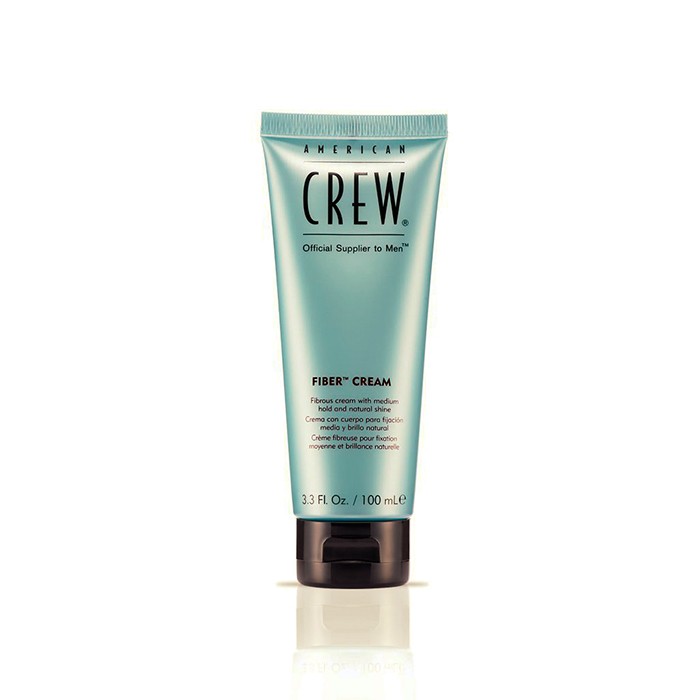 AMERICAN
CREW®
Official Supplier to Men™
FIBER™ CREAM
Fibrous cream with medium
hold and natural shine
Crema con cuerpo para fijación
media y brilla natural
Crème fibreuse pour fixation
moyenne et brillance naturelle
3.3 Fl. Oz. / 100 mL℮